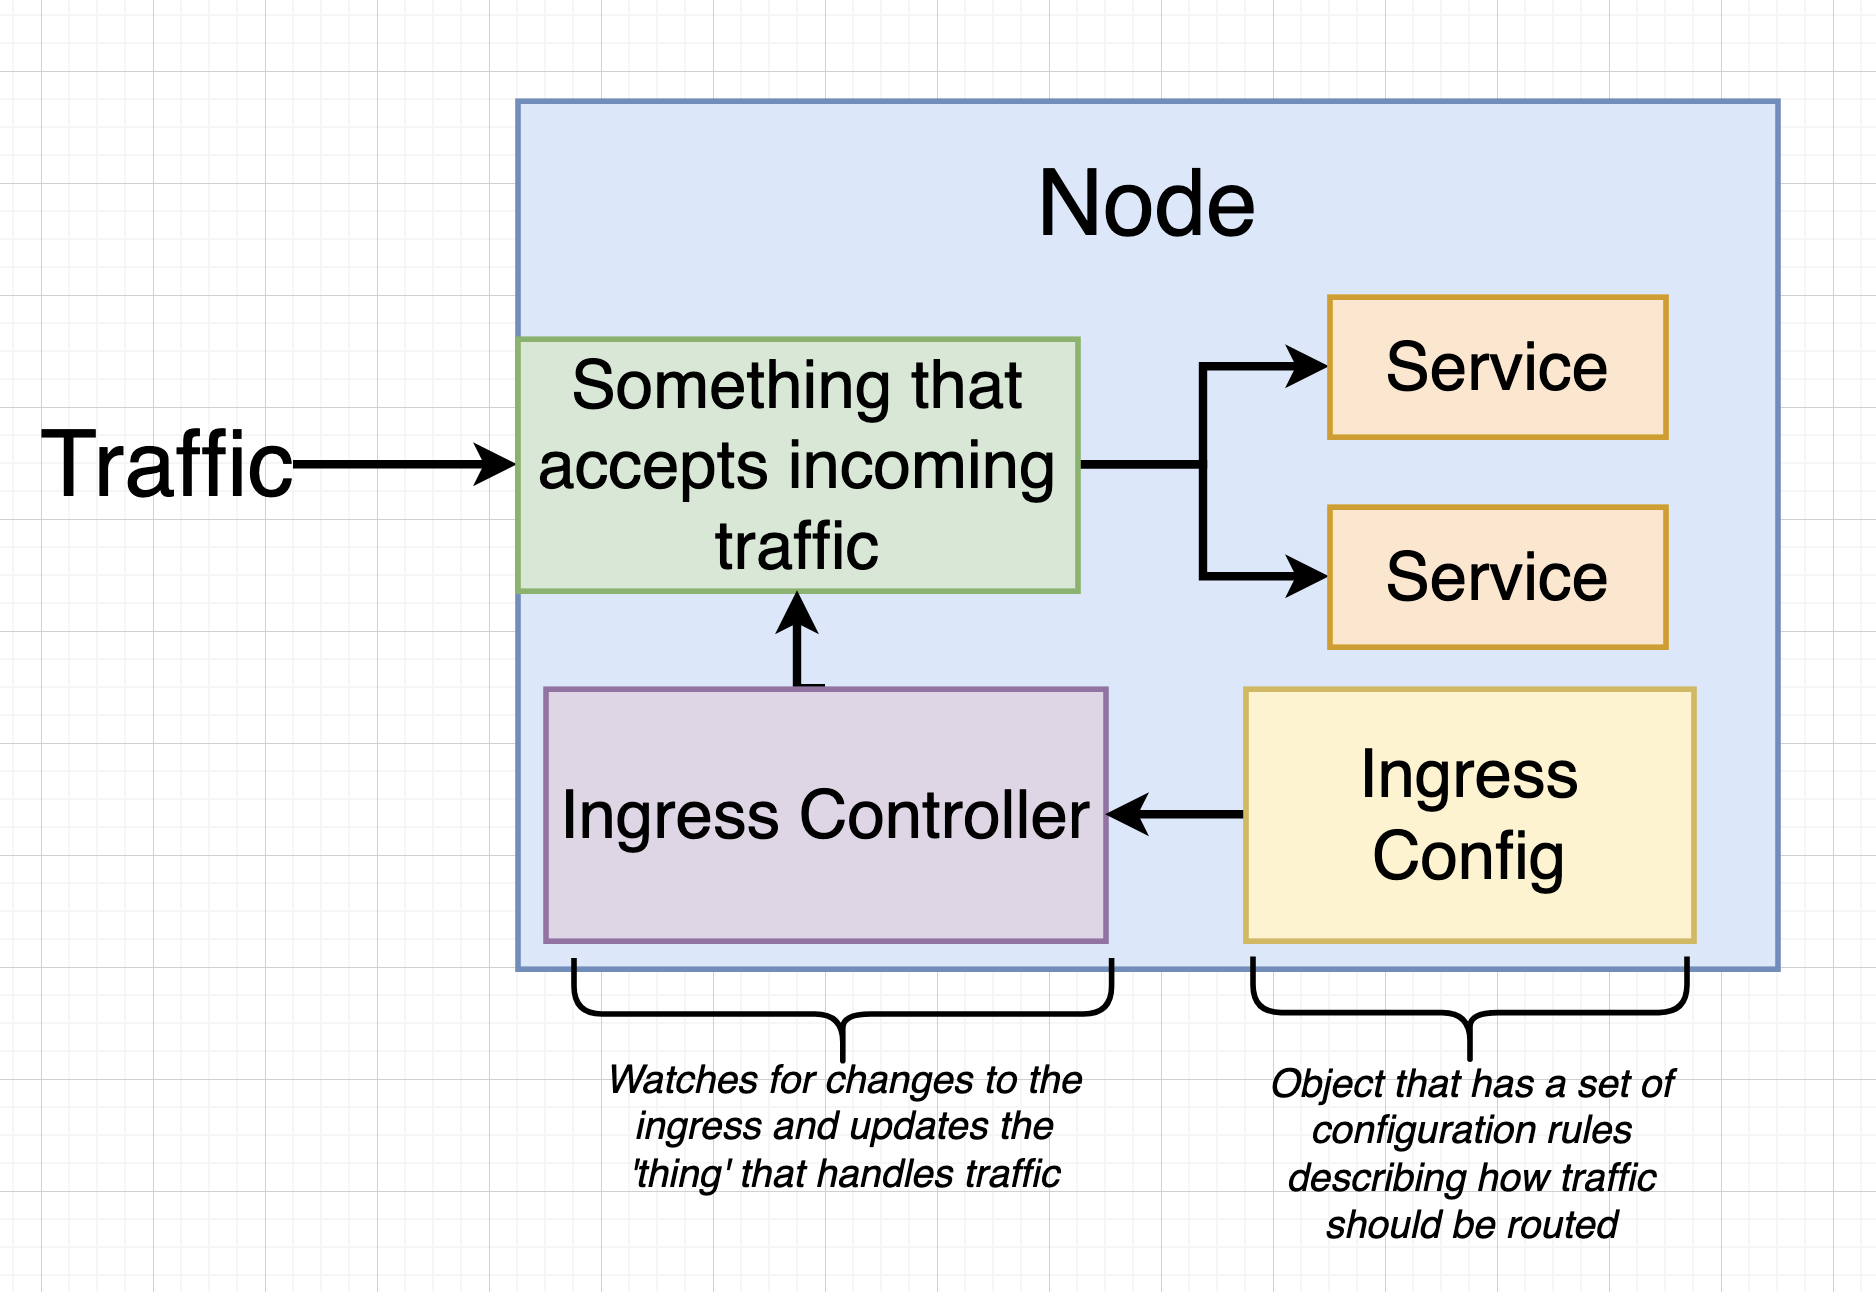 Node
Traffic
Something that
accepts incoming
traffic
Service
Service
Ingress Controller
Ingress
Config
Watches for changes to the
ingress and updates the
'thing' that handles traffic
Object that has a set of
configuration rules
describing how traffic
should be routed